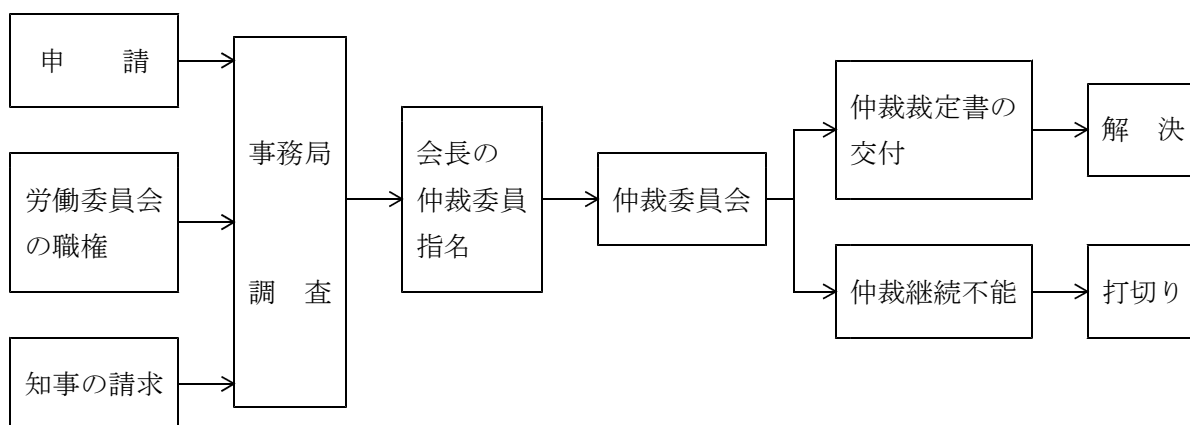 申　　請
労働委員会
の職権
知事の請求
事務局
調　査
会長の
仲裁委員
指名
仲裁委員会
仲裁裁定書の
交付
解　決
仲裁継続不能
打切り